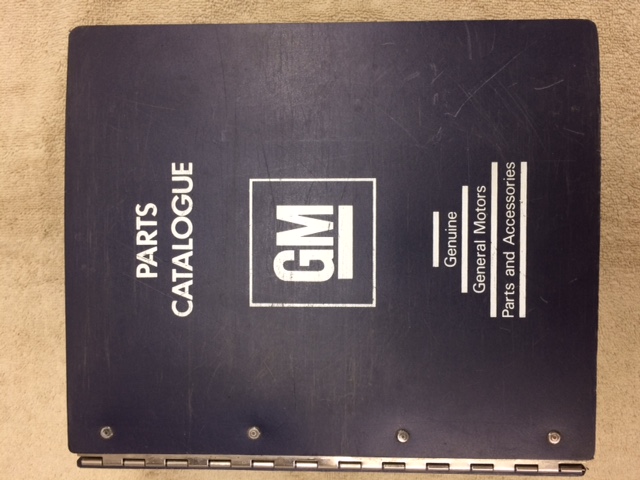 PARTS
CATALOGUE
GM
Genuine
General Motors
Parts and Accessories